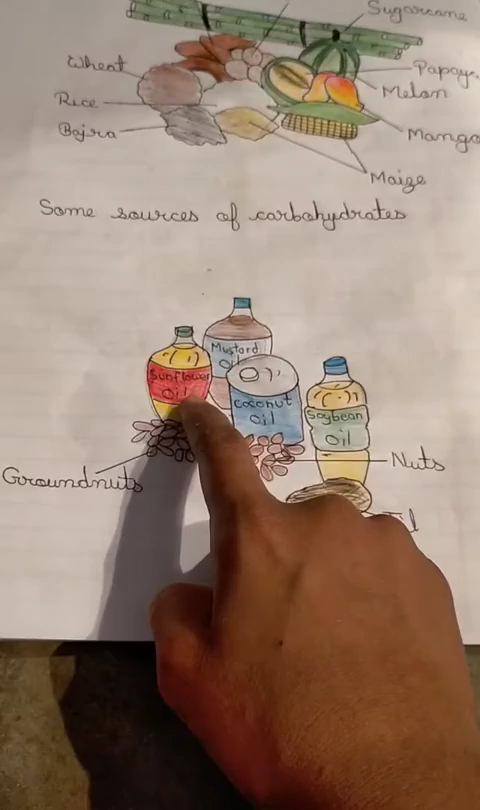 Sugarcane
Wheat
Papaya
Melon
Rice
Bajra
Mango
Maize
Some sources of carbohydrates
Mustard
Oil
Sunflower
Oil
Coconut
Oil
Soybean
Oil
Nuts
Groundnuts
Til